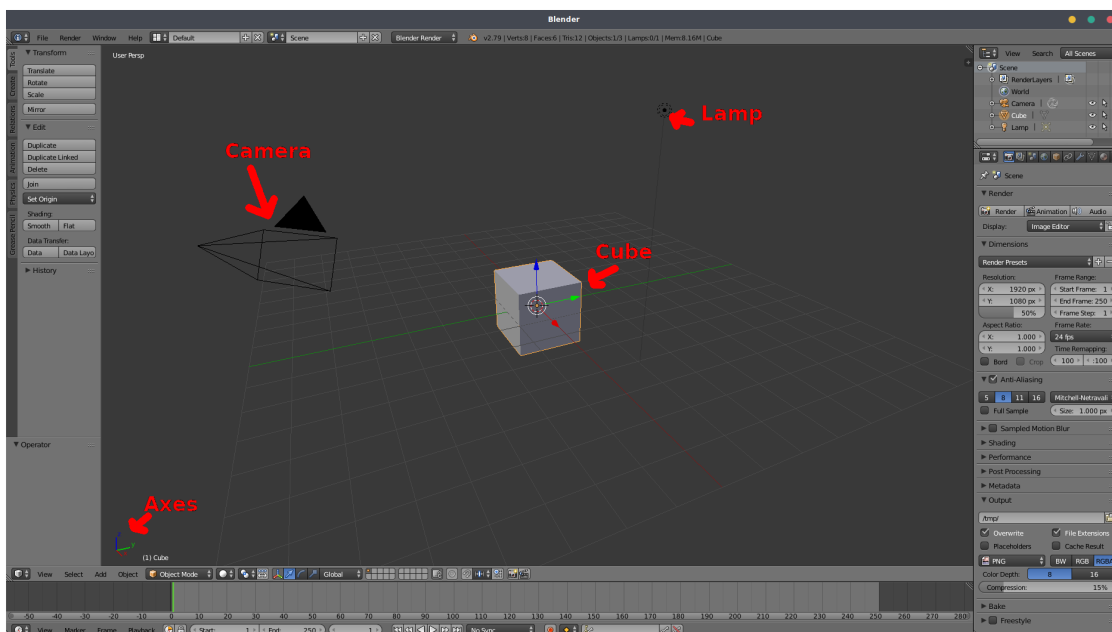 Blender
File Render Window Help Default Scene Blender Render v2.79 | Verts:8 | Faces:6 | Tris:12 | Objects:1/3 | Lamps:0/1 | Mem:8.16M | Cube
Tools
Create
Relations
Animation
Physics
Grease Pencil
Transform
Translate
Rotate
Scale
Mirror
Edit
Duplicate
Duplicate Linked
Delete
Join
Set Origin
Shading:
Smooth Flat
Data Transfer:
Data Data Layo
History
Operator
User Persp
Camera
Lamp
Cube
Axes
(1) Cube
View Select Add Object Object Mode Global
-50 -40 -30 -20 -10 0 10 20 30 40 50 60 70 80 90 100 110 120 130 140 150 160 170 180 190 200 210 220 230 240 250 260 270 280
View Marker Frame Playback Start: 1 End: 250 1 No Sync
View Search All Scenes
Scene
RenderLayers |
World
Camera |
Cube |
Lamp |
Scene
Render
Render Animation Audio
Display: Image Editor
Dimensions
Render Presets
Resolution: Frame Range:
X: 1920 px Start Frame: 1
Y: 1080 px End Frame: 250
50% Frame Step: 1
Aspect Ratio: Frame Rate:
X: 1.000 24 fps
Y: 1.000 Time Remapping:
Bord Crop 100 :100
Anti-Aliasing
5 8 11 16 Mitchell-Netravali
Full Sample Size: 1.000 px
Sampled Motion Blur
Shading
Performance
Post Processing
Metadata
Output
/tmp/
Overwrite File Extensions
Placeholders Cache Result
PNG BW RGB RGBA
Color Depth: 8 16
Compression: 15%
Bake
Freestyle